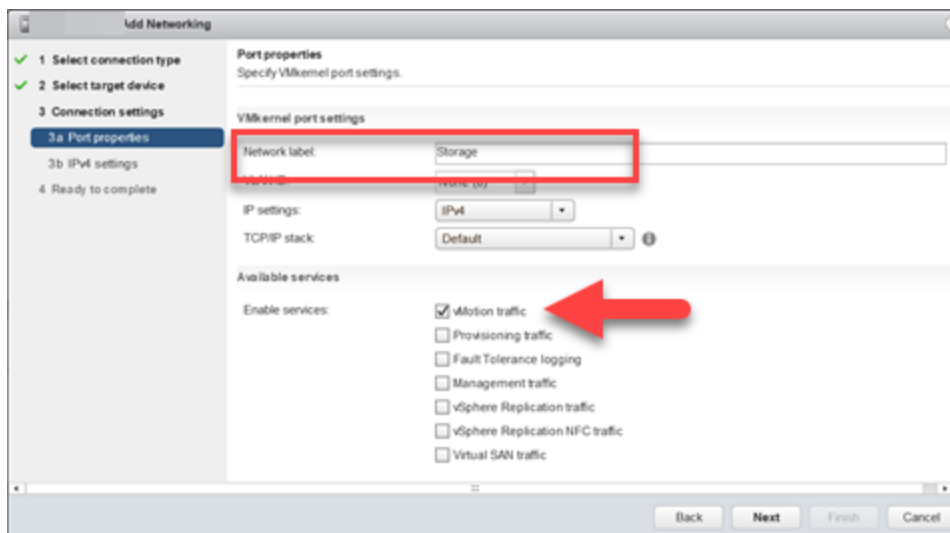 Add Networking
1 Select connection type
2 Select target device
3 Connection settings
3a Port properties
3b IPv4 settings
4 Ready to complete
Port properties
Specify VMkernel port settings.
VMkernel port settings
Network label: Storage
None (0)
IP settings: IPv4
TCP/IP stack: Default
Available services
Enable services: vMotion traffic
Provisioning traffic
Fault Tolerance logging
Management traffic
vSphere Replication traffic
vSphere Replication NFC traffic
Virtual SAN traffic
Back Next Finish Cancel